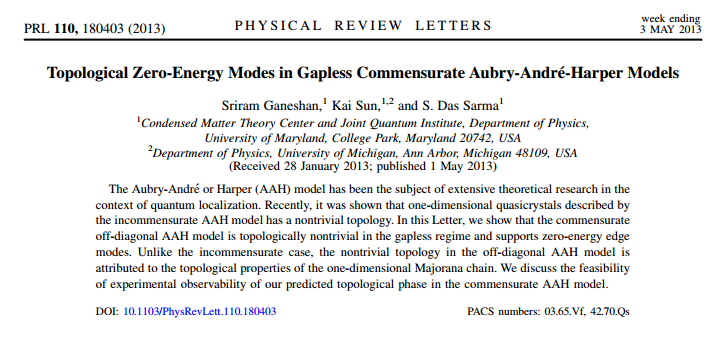 PRL 110, 180403 (2013)
PHYSICAL REVIEW LETTERS
week ending
3 MAY 2013
Topological Zero-Energy Modes in Gapless Commensurate Aubry-André-Harper Models
Sriram Ganeshan,1 Kai Sun,1,2 and S. Das Sarma1
1Condensed Matter Theory Center and Joint Quantum Institute, Department of Physics,
University of Maryland, College Park, Maryland 20742, USA
2Department of Physics, University of Michigan, Ann Arbor, Michigan 48109, USA
(Received 28 January 2013; published 1 May 2013)
The Aubry-André or Harper (AAH) model has been the subject of extensive theoretical research in the
context of quantum localization. Recently, it was shown that one-dimensional quasicrystals described by
the incommensurate AAH model has a nontrivial topology. In this Letter, we show that the commensurate
off-diagonal AAH model is topologically nontrivial in the gapless regime and supports zero-energy edge
modes. Unlike the incommensurate case, the nontrivial topology in the off-diagonal AAH model is
attributed to the topological properties of the one-dimensional Majorana chain. We discuss the feasibility
of experimental observability of our predicted topological phase in the commensurate AAH model.
DOI: 10.1103/PhysRevLett.110.180403
PACS numbers: 03.65.Vf, 42.70.Qs